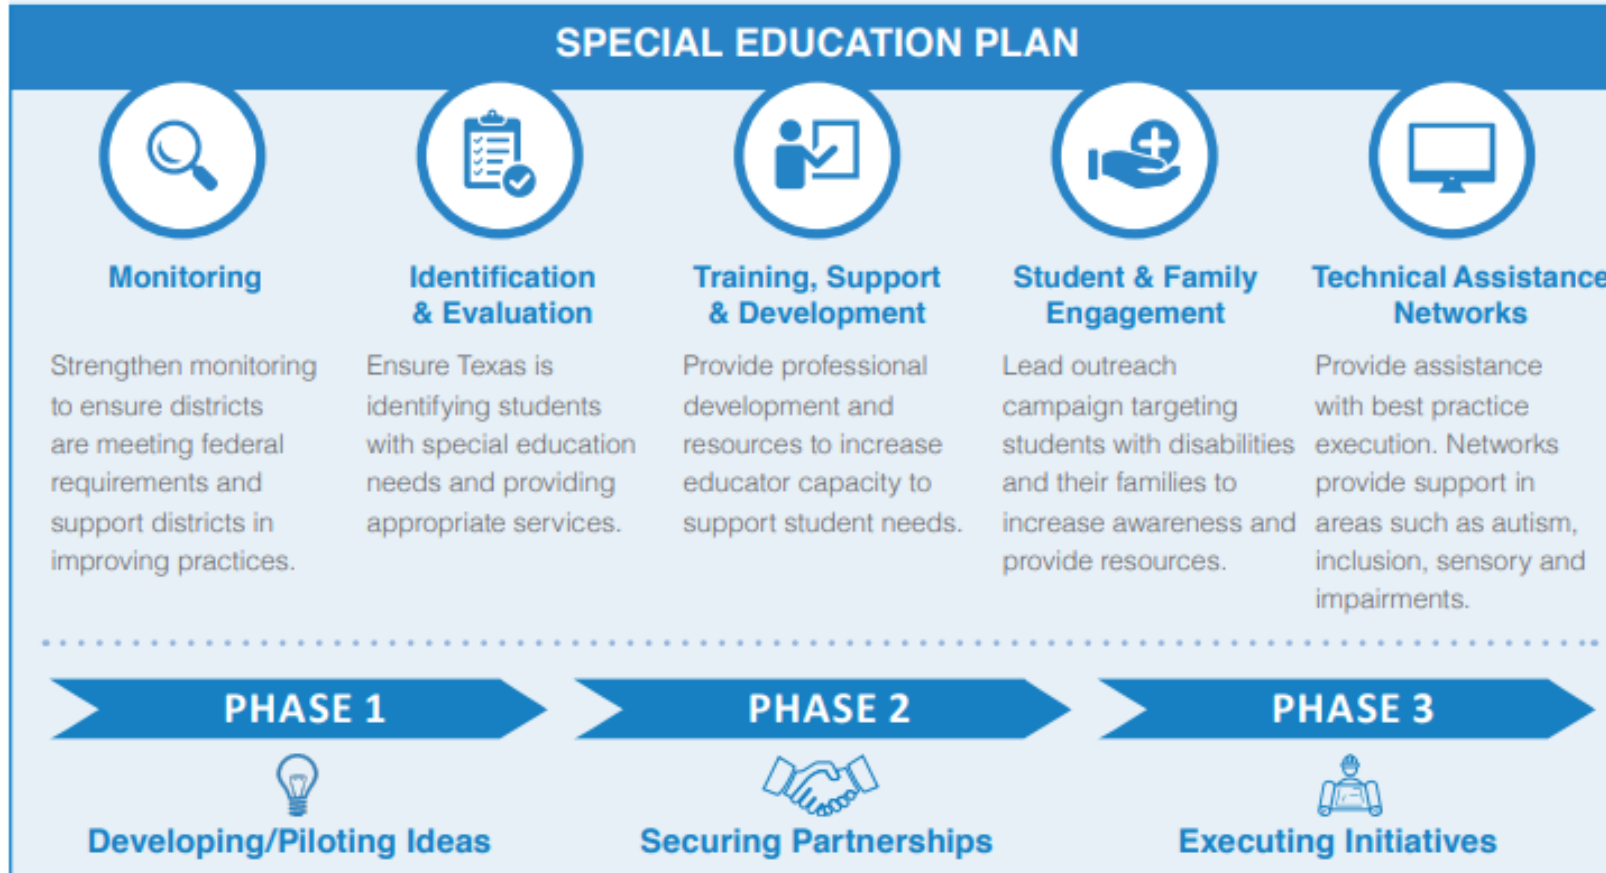 SPECIAL EDUCATION PLAN
Monitoring
Strengthen monitoring
to ensure districts
are meeting federal
requirements and
support districts in
improving practices.
Identification
& Evaluation
Ensure Texas is
identifying students
with special education
needs and providing
appropriate services.
Training, Support
& Development
Provide professional
development and
resources to increase
educator capacity to
support student needs.
Student & Family
Engagement
Lead outreach
campaign targeting
students with disabilities
and their families to
increase awareness and
provide resources.
Technical Assistance
Networks
Provide assistance
with best practice
execution. Networks
provide support in
areas such as autism,
inclusion, sensory and
impairments.
PHASE 1
Developing/Piloting Ideas
PHASE 2
Securing Partnerships
PHASE 3
Executing Initiatives